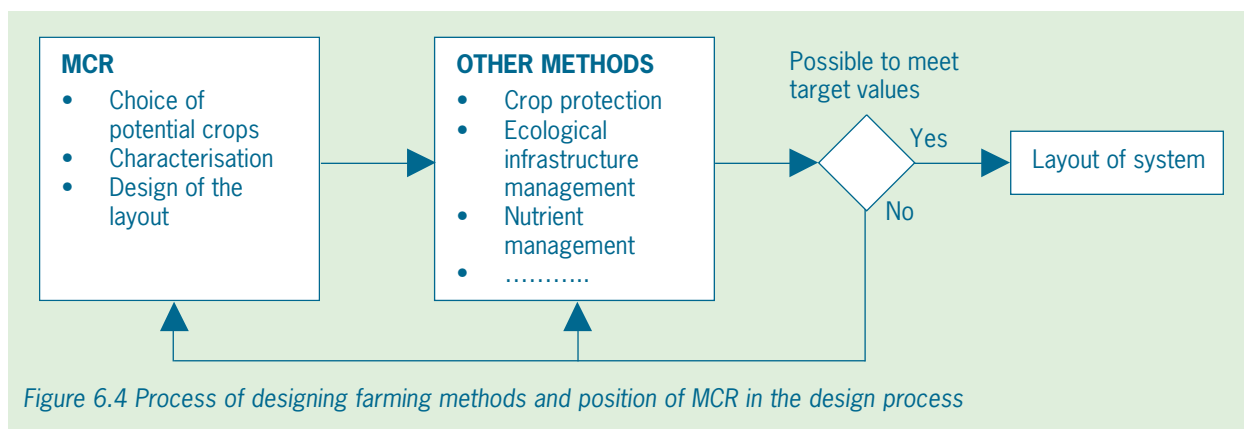 MCR
• Choice of
potential crops
• Characterisation
• Design of the
layout
OTHER METHODS
• Crop protection
• Ecological
infrastructure
management
• Nutrient
management
• ………..
Possible to meet
target values
Yes
No
Layout of system
Figure 6.4 Process of designing farming methods and position of MCR in the design process